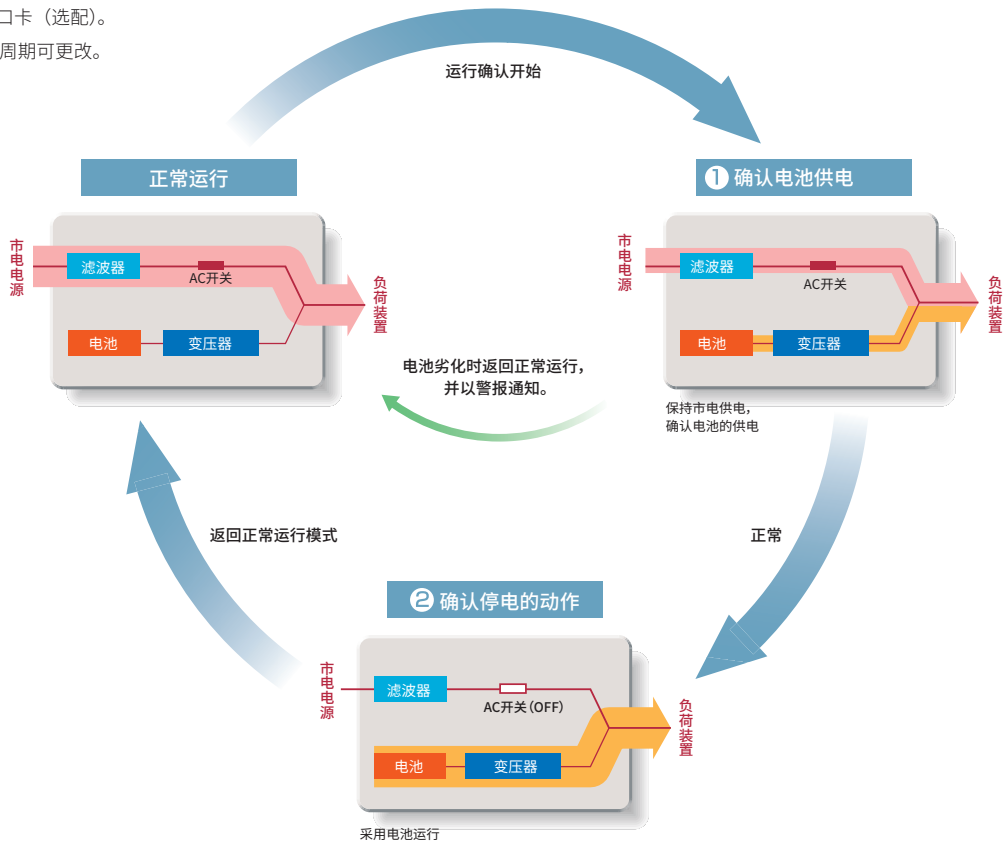 口卡（选配）。
周期可更改。
运行确认开始
正常运行
市电电源
滤波器
AC开关
电池
变压器
负荷装置
① 确认电池供电
市电电源
滤波器
AC开关
电池
变压器
负荷装置
保持市电供电，
确认电池的供电
电池劣化时返回正常运行，
并以警报通知。
返回正常运行模式
正常
② 确认停电的动作
市电电源
滤波器
AC开关（OFF）
电池
变压器
负荷装置
采用电池运行